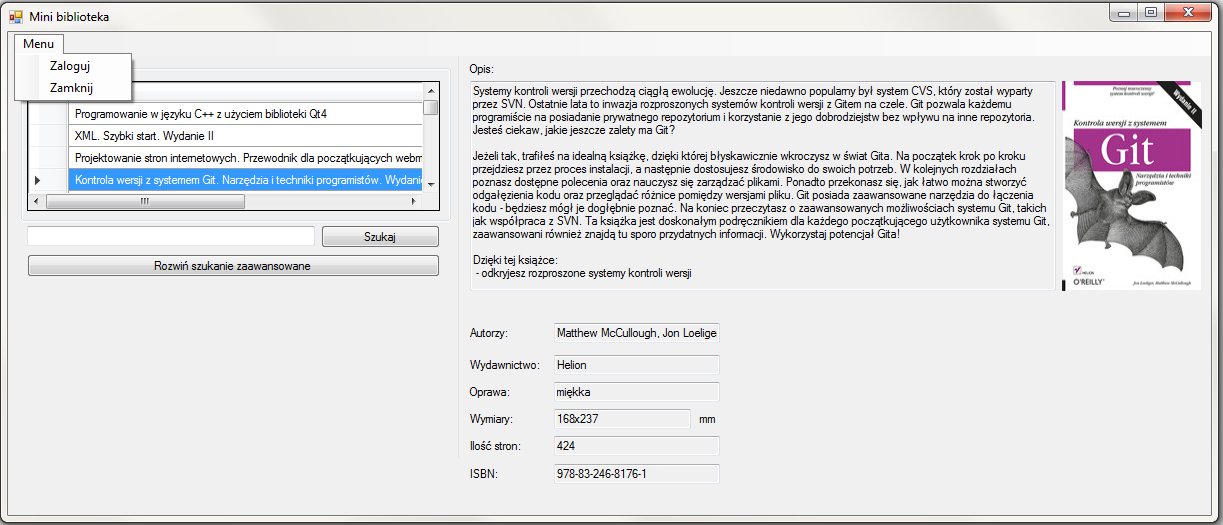 Mini biblioteka
Menu
Zaloguj
Zamknij
Programowanie w języku C++ z użyciem biblioteki Qt4
XML. Szybki start. Wydanie II
Projektowanie stron internetowych. Przewodnik dla początkujących webm
Kontrola wersji z systemem Git. Narzędzia i techniki programistów. Wydanie
Szukaj
Rozwiń szukanie zaawansowane
Opis:
Systemy kontroli wersji przechodzą ciągłą ewolucję. Jeszcze niedawno popularny był system CVS, który został wyparty
przez SVN. Ostatnie lata to inwazja rozproszonych systemów kontroli wersji z Gitem na czele. Git pozwala każdemu
programiście na posiadanie prywatnego repozytorium i korzystanie z jego dobrodziejstw bez wpływu na inne repozytoria.
Jesteś ciekaw, jakie jeszcze zalety ma Git?
Jeżeli tak, trafiłeś na idealną książkę, dzięki której błyskawicznie wkroczysz w świat Gita. Na początek krok po kroku
przejdziesz przez proces instalacji, a następnie dostosujesz środowisko do swoich potrzeb. W kolejnych rozdziałach
poznasz dostępne polecenia oraz nauczysz się zarządzać plikami. Ponadto przekonasz się, jak łatwo można stworzyć
odgałęzienia kodu oraz przeglądać różnice pomiędzy wersjami pliku. Git posiada zaawansowane narzędzia do łączenia
kodu - będziesz mógł je dogłębnie poznać. Na koniec przeczytasz o zaawansowanych możliwościach systemu Git, takich
jak współpraca z SVN. Ta książka jest doskonałym podręcznikiem dla każdego początkującego użytkownika systemu Git,
zaawansowani również znajdą tu sporo przydatnych informacji. Wykorzystaj potencjał Gita!
Dzięki tej książce:
- odkryjesz rozproszone systemy kontroli wersji
Poznaj nowoczesny
system kontroli wersji!
Wydanie II
Kontrola wersji z systemem
Git
Narzędzia i techniki
programistów
HELION
O'REILLY
Jon Loeliger, Matthew McCullough
Autorzy: Matthew McCullough, Jon Loelige
Wydawnictwo: Helion
Oprawa: miękka
Wymiary: 168x237 mm
Ilość stron: 424
ISBN: 978-83-246-8176-1